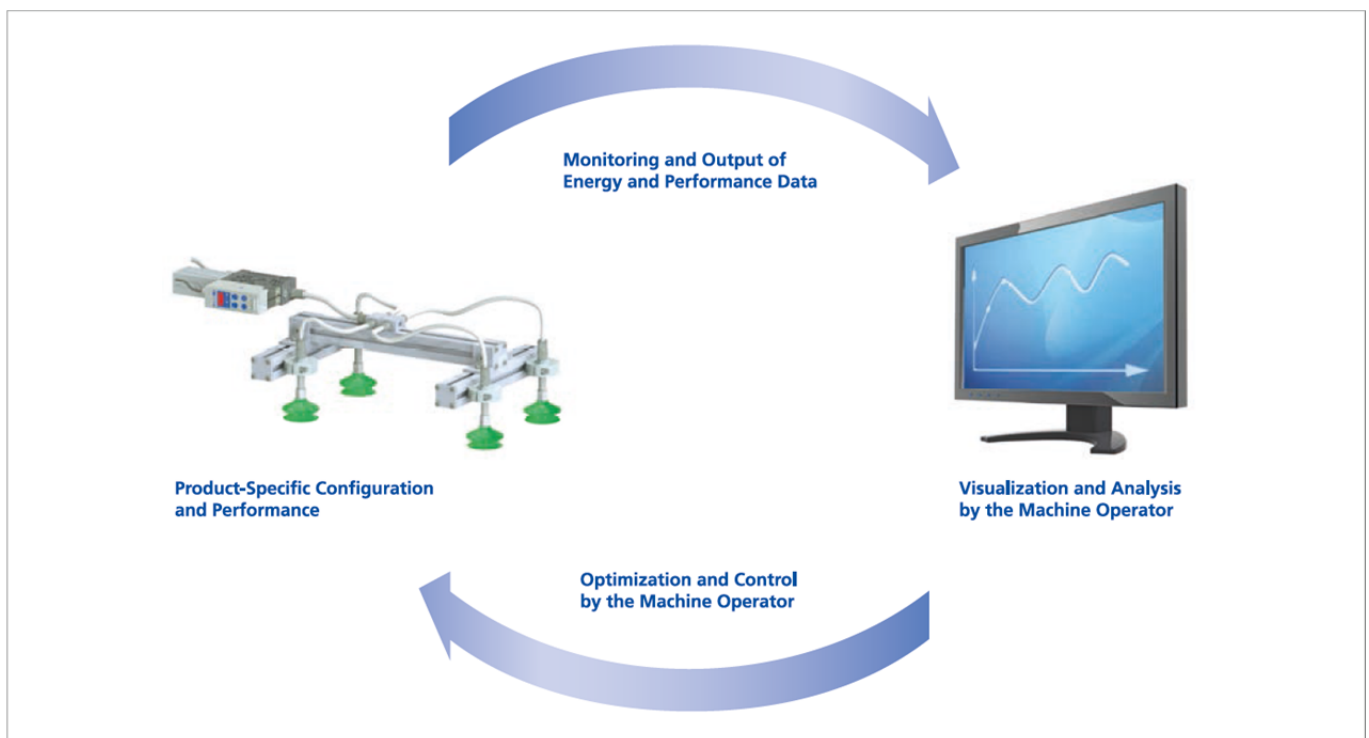 Monitoring and Output of
Energy and Performance Data
Product-Specific Configuration
and Performance
Visualization and Analysis
by the Machine Operator
Optimization and Control
by the Machine Operator